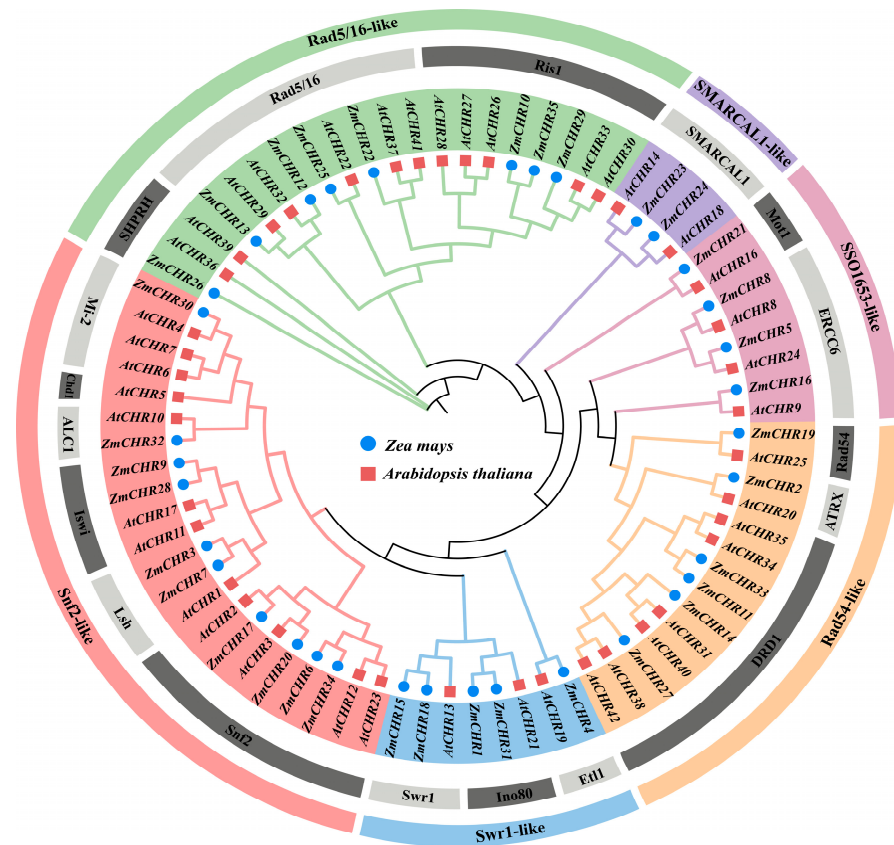 Rad5/16-like
SMARCAL1-like
SSO1653-like
Rad54-like
Swr1-like
Snf2-like
Rad5/16
Ris1
SMARCAL1
Mot1
ERCC6
Rad54
ATRX
DRD1
Etl1
Ino80
Swr1
Snf2
Lsh
Iswi
ALC1
Chd1
Mi-2
SHPRH
ZmCHR20
AtCHR36
AtCHR39
ZmCHR13
AtCHR29
AtCHR32
ZmCHR12
ZmCHR25
AtCHR22
ZmCHR22
AtCHR37
AtCHR41
AtCHR28
AtCHR27
AtCHR26
ZmCHR10
ZmCHR35
ZmCHR29
AtCHR33
AtCHR30
AtCHR14
ZmCHR23
ZmCHR24
AtCHR18
ZmCHR21
AtCHR16
ZmCHR8
AtCHR8
ZmCHR5
AtCHR24
ZmCHR16
AtCHR9
ZmCHR19
AtCHR25
ZmCHR2
AtCHR20
AtCHR35
AtCHR34
ZmCHR33
ZmCHR11
ZmCHR14
AtCHR31
AtCHR40
ZmCHR27
AtCHR38
AtCHR42
ZmCHR4
AtCHR19
AtCHR21
ZmCHR31
ZmCHR1
AtCHR13
ZmCHR18
ZmCHR15
AtCHR23
AtCHR12
ZmCHR34
ZmCHR6
ZmCHR20
AtCHR3
ZmCHR17
AtCHR2
AtCHR1
ZmCHR7
ZmCHR3
AtCHR11
AtCHR17
ZmCHR28
ZmCHR9
ZmCHR32
AtCHR10
AtCHR5
AtCHR6
AtCHR7
AtCHR4
ZmCHR30
Zea mays
Arabidopsis thaliana